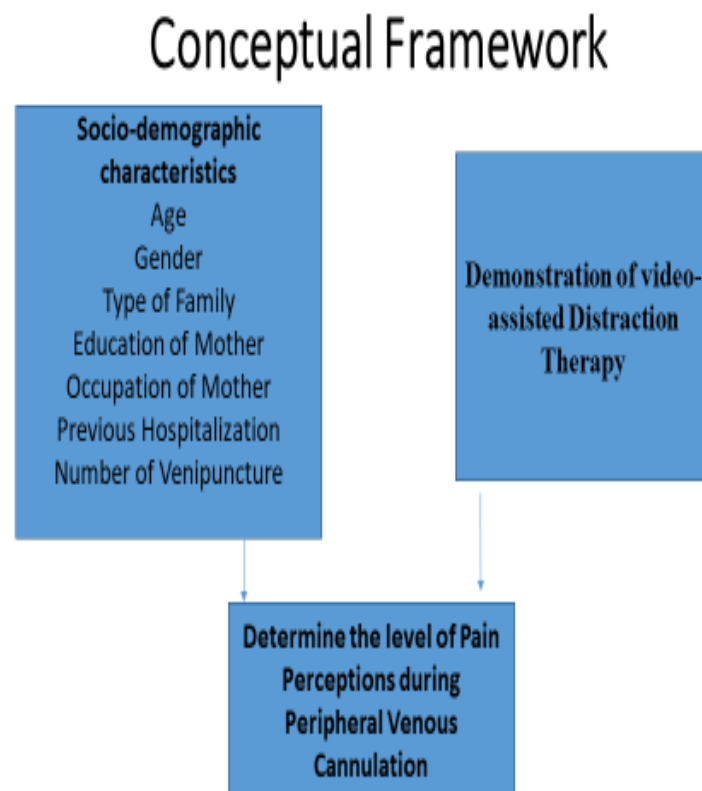 Conceptual Framework
Socio-demographic
characteristics
Age
Gender
Type of Family
Education of Mother
Occupation of Mother
Previous Hospitalization
Number of Venipuncture
Demonstration of video-
assisted Distraction
Therapy
Determine the level of Pain
Perceptions during
Peripheral Venous
Cannulation